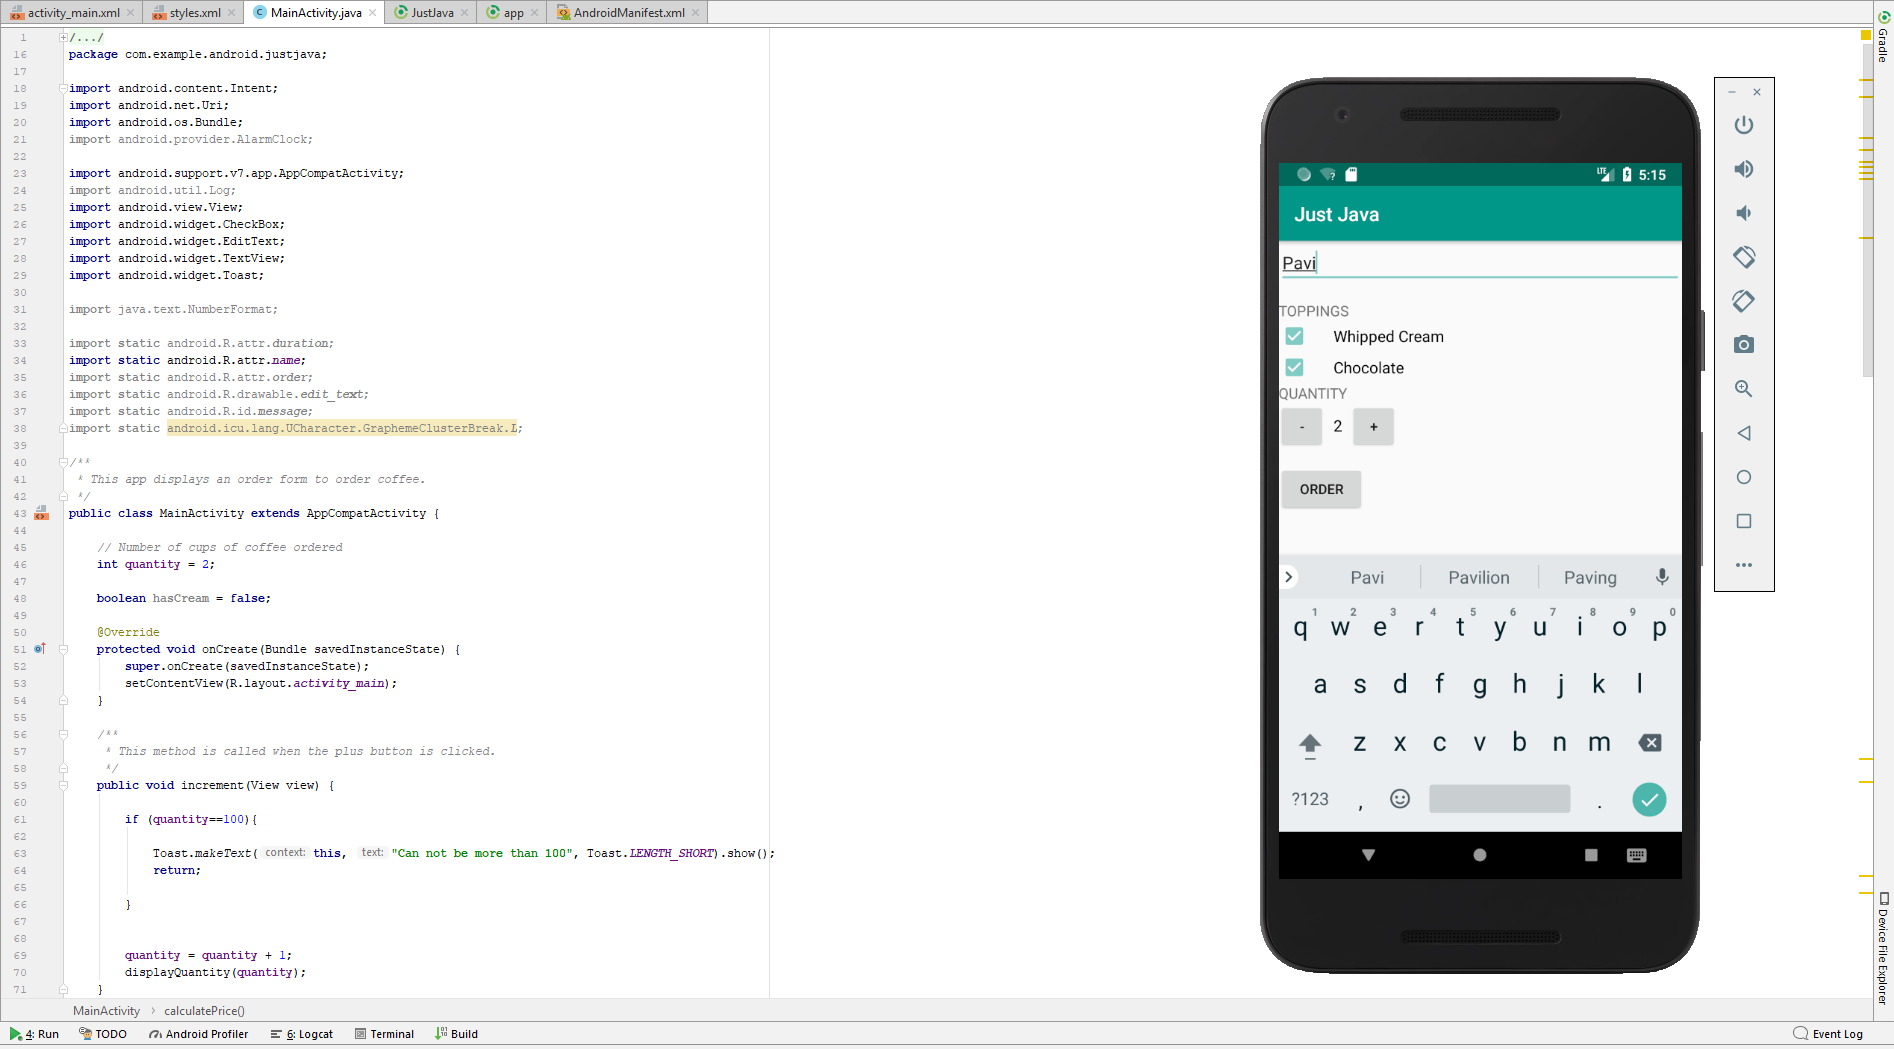 activity_main.xml styles.xml MainActivity.java JustJava app AndroidManifest.xml
1 /.../
16 package com.example.android.justjava;
17
18 import android.content.Intent;
19 import android.net.Uri;
20 import android.os.Bundle;
21 import android.provider.AlarmClock;
22
23 import android.support.v7.app.AppCompatActivity;
24 import android.util.Log;
25 import android.view.View;
26 import android.widget.CheckBox;
27 import android.widget.EditText;
28 import android.widget.TextView;
29 import android.widget.Toast;
30
31 import java.text.NumberFormat;
32
33 import static android.R.attr.duration;
34 import static android.R.attr.name;
35 import static android.R.attr.order;
36 import static android.R.drawable.edit_text;
37 import static android.R.id.message;
38 import static android.icu.lang.UCharacter.GraphemeClusterBreak.L;
39
40 /**
41 * This app displays an order form to order coffee.
42 */
43 public class MainActivity extends AppCompatActivity {
44
45 // Number of cups of coffee ordered
46 int quantity = 2;
47
48 boolean hasCream = false;
49
50 @Override
51 protected void onCreate(Bundle savedInstanceState) {
52 super.onCreate(savedInstanceState);
53 setContentView(R.layout.activity_main);
54 }
55
56 /**
57 * This method is called when the plus button is clicked.
58 */
59 public void increment(View view) {
60
61 if (quantity==100){
62
63 Toast.makeText( context: this, text: "Can not be more than 100", Toast.LENGTH_SHORT).show();
64 return;
65
66 }
67
68
69 quantity = quantity + 1;
70 displayQuantity(quantity);
71 }
MainActivity › calculatePrice()
4: Run TODO Android Profiler 6: Logcat Terminal Build
Event Log
LTE 5:15
Just Java
Pavi
TOPPINGS
Whipped Cream
Chocolate
QUANTITY
- 2 +
ORDER
Pavi Pavilion Paving
1 2 3 4 5 6 7 8 9 0
q w e r t y u i o p
a s d f g h j k l
z x c v b n m
?123 , .
Gradle
Device File Explorer